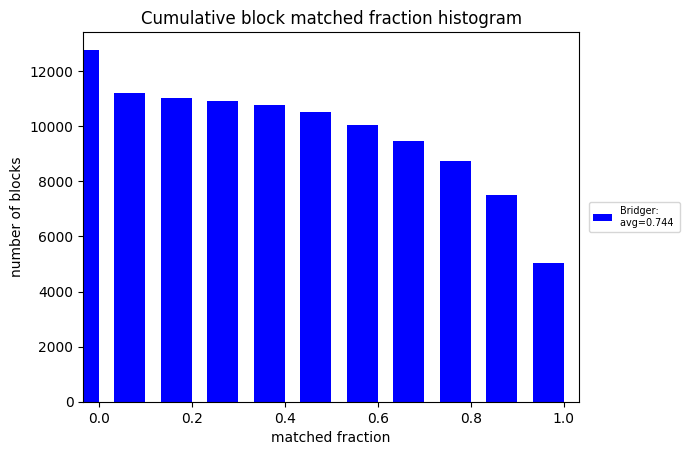 Cumulative block matched fraction histogram
number of blocks
12000
10000
8000
6000
4000
2000
0
0.0 0.2 0.4 0.6 0.8 1.0
matched fraction
Bridger:
avg=0.744